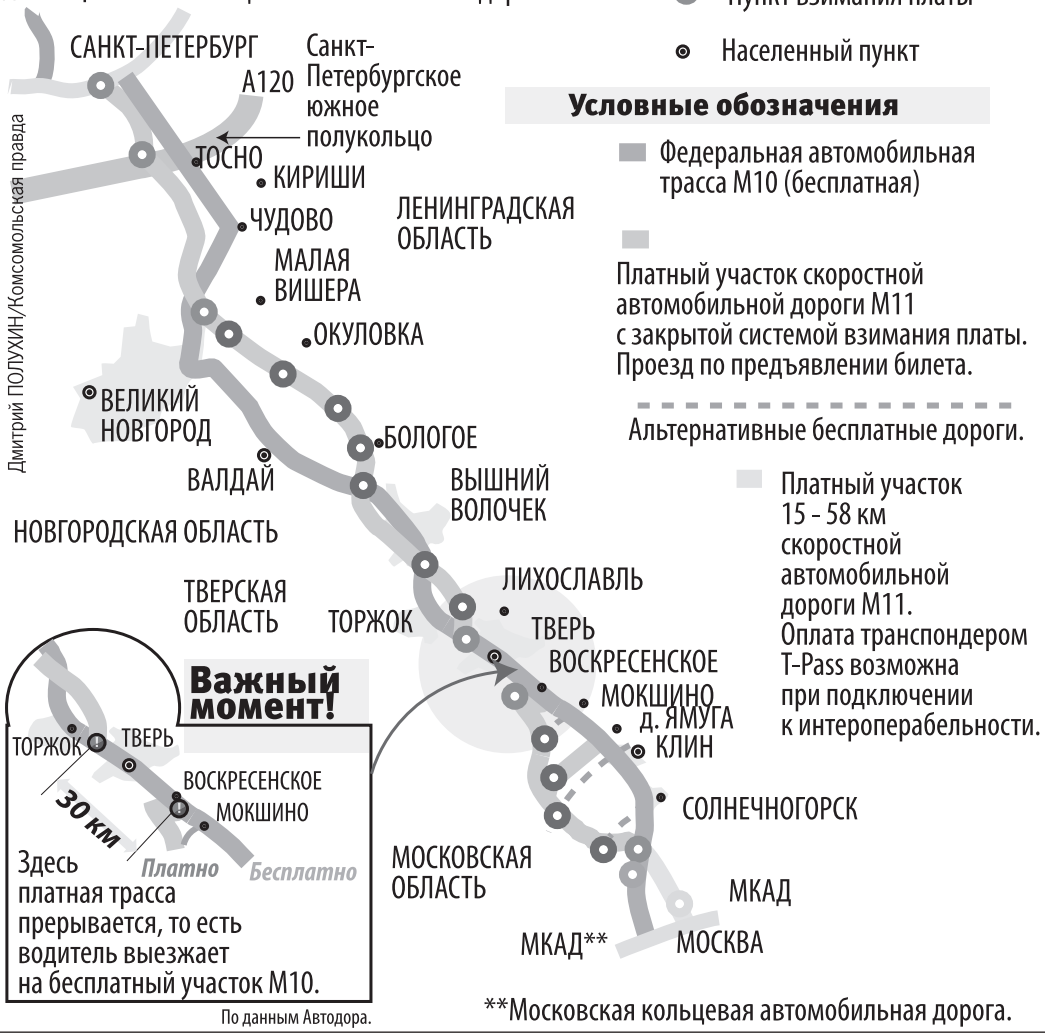 Пункт взимания платы
Населенный пункт
Условные обозначения
Федеральная автомобильная
трасса М10 (бесплатная)
Платный участок скоростной
автомобильной дороги М11
с закрытой системой взимания платы.
Проезд по предъявлении билета.
Альтернативные бесплатные дороги.
Платный участок
15 - 58 км
скоростной
автомобильной
дороги М11.
Оплата транспондером
T-Pass возможна
при подключении
к интероперабельности.
САНКТ-ПЕТЕРБУРГ
А120
Санкт-
Петербургское
южное
полукольцо
ТОСНО
КИРИШИ
ЧУДОВО
ЛЕНИНГРАДСКАЯ
ОБЛАСТЬ
МАЛАЯ
ВИШЕРА
ОКУЛОВКА
ВЕЛИКИЙ
НОВГОРОД
БОЛОГОЕ
ВАЛДАЙ
ВЫШНИЙ
ВОЛОЧЕК
НОВГОРОДСКАЯ ОБЛАСТЬ
ТВЕРСКАЯ
ОБЛАСТЬ
ЛИХОСЛАВЛЬ
ТОРЖОК
ТВЕРЬ
ВОСКРЕСЕНСКОЕ
МОКШИНО
д. ЯМУГА
КЛИН
СОЛНЕЧНОГОРСК
МОСКОВСКАЯ
ОБЛАСТЬ
МКАД
МКАД**
МОСКВА
Важный
момент!
ТОРЖОК
ТВЕРЬ
ВОСКРЕСЕНСКОЕ
МОКШИНО
30 км
Платно
Бесплатно
Здесь
платная трасса
прерывается, то есть
водитель выезжает
на бесплатный участок М10.
По данным Автодора.
**Московская кольцевая автомобильная дорога.
Дмитрий ПОЛУХИН/Комсомольская правда